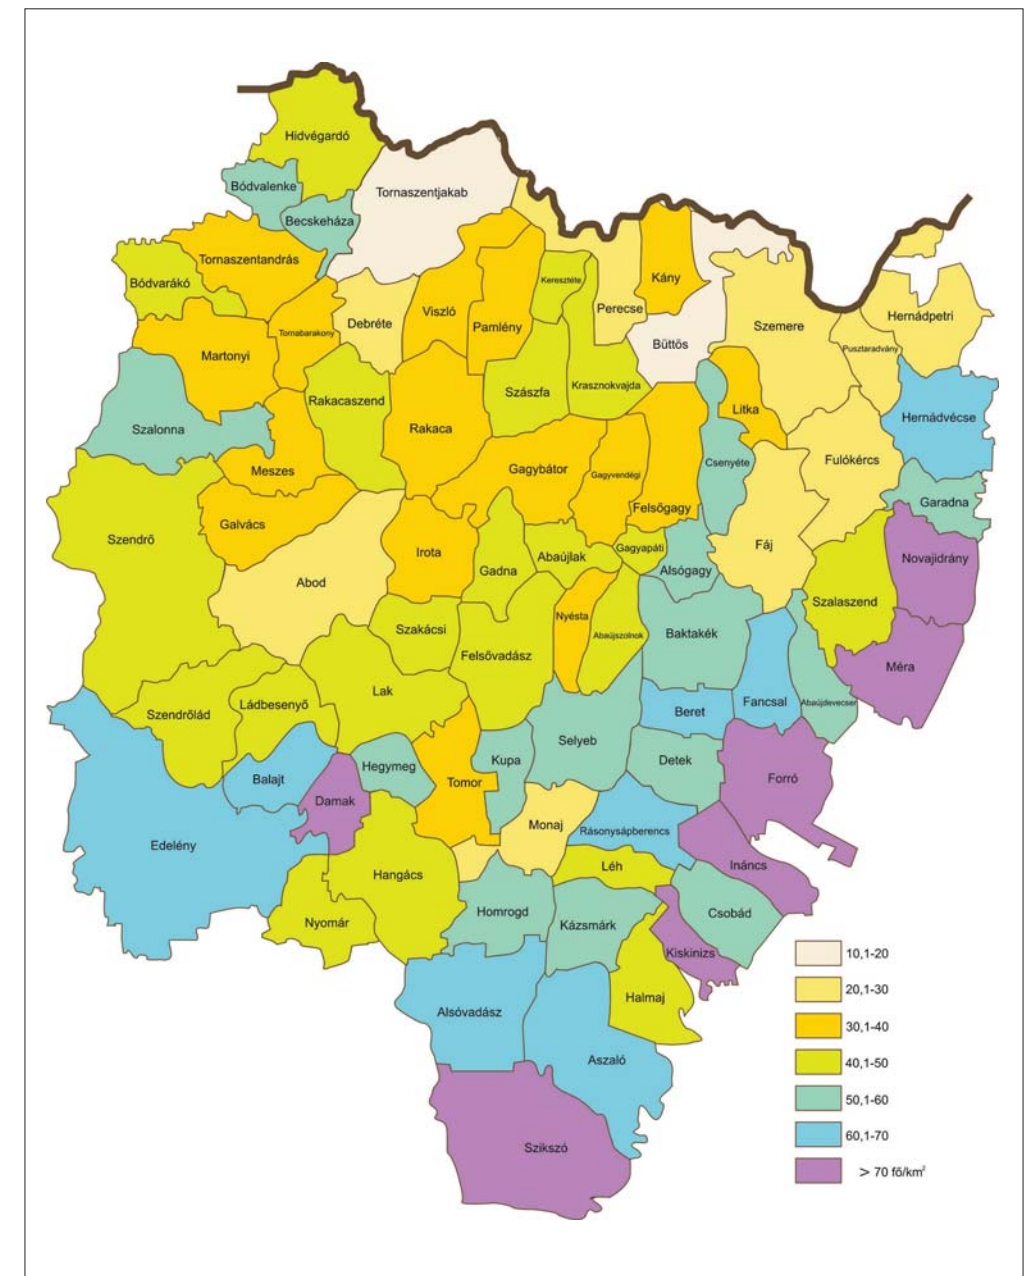 Hidvégardó
Bódvalenke
Tornaszentjakab
Becskeháza
Tornaszentandrás
Bódvarákó
Keresztéte
Kány
Perecse
Viszló
Debréte
Pamlény
Tornabarakony
Szemere
Hernádpetri
Büttös
Pusztaradvány
Martonyi
Krasznokvajda
Szászfa
Rakacaszend
Litka
Hernádvécse
Szalonna
Rakaca
Csenyéte
Fulókércs
Gagybátor
Gagyvendégi
Meszes
Felsőgagy
Garadna
Galvács
Szendrő
Irota
Fáj
Gagyapáti
Abaújlak
Novajidrány
Gadna
Alsógagy
Abod
Szalaszend
Nyésta
Szakácsi
Abaújszolnok
Baktakék
Felsővadász
Méra
Lak
Ládbesenyő
Fancsal
Abaújdevecser
Szendrőlád
Beret
Selyeb
Kupa
Detek
Hegymeg
Balajt
Tomor
Forró
Damak
Monaj
Rásonysápberencs
Edelény
Léh
Ináncs
Hangács
Homrogd
Csobád
Nyomár
Kázsmárk
Kiskinizs
Halmaj
Alsóvadász
Aszaló
Szikszó
10,1-20
20,1-30
30,1-40
40,1-50
50,1-60
60,1-70
> 70 fő/km²